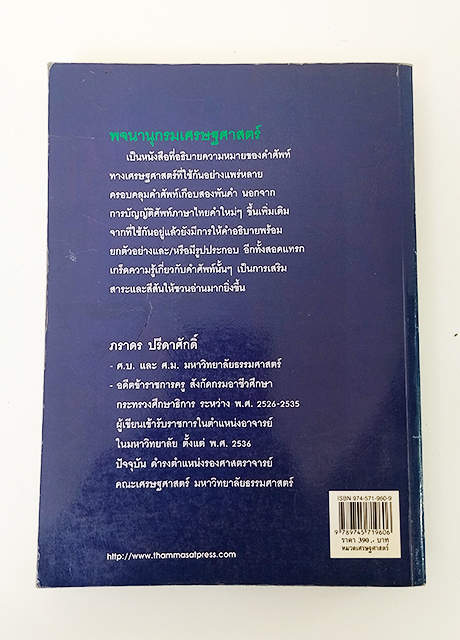 พจนานุกรมเศรษฐศาสตร์
เป็นหนังสือที่อธิบายความหมายของคำศัพท์
ทางเศรษฐศาสตร์ที่ใช้กันอย่างแพร่หลาย
ครอบคลุมคำศัพท์เกือบสองพันคำ นอกจาก
การบัญญัติศัพท์ภาษาไทยคำใหม่ๆ ขึ้นเพิ่มเติม
จากที่ใช้กันอยู่แล้วยังมีการให้คำอธิบายพร้อม
ยกตัวอย่างและ/หรือมีรูปประกอบ อีกทั้งสอดแทรก
เกร็ดความรู้เกี่ยวกับคำศัพท์นั้นๆ เป็นการเสริม
สาระและสีสันให้ชวนอ่านมากยิ่งขึ้น
ภราดร ปรีดาศักดิ์
- ศ.บ. และ ศ.ม. มหาวิทยาลัยธรรมศาสตร์
- อดีตข้าราชการครู สังกัดกรมอาชีวศึกษา
กระทรวงศึกษาธิการ ระหว่าง พ.ศ. 2526-2535
ผู้เขียนเข้ารับราชการในตำแหน่งอาจารย์
ในมหาวิทยาลัย ตั้งแต่ พ.ศ. 2536
ปัจจุบัน ดำรงตำแหน่งรองศาสตราจารย์
คณะเศรษฐศาสตร์ มหาวิทยาลัยธรรมศาสตร์
ISBN 974-571-960-9
9 789745 719606
ราคา 390.- บาท
หมวดเศรษฐศาสตร์
http://www.thammasatpress.com